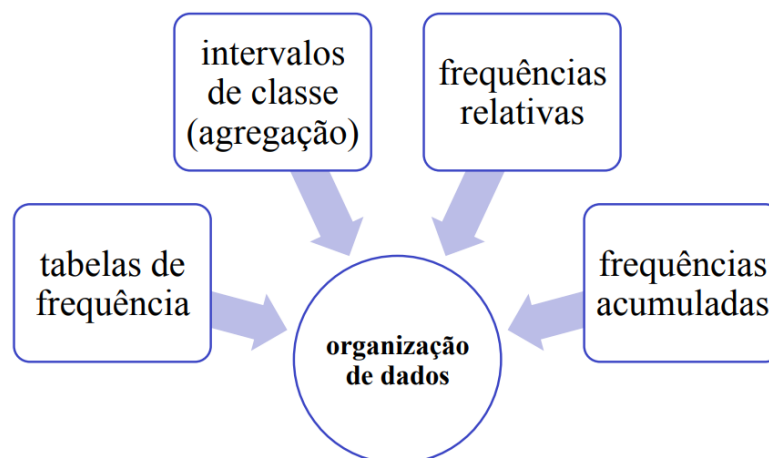 intervalos
de classe
(agregação)
frequências
relativas
tabelas de
frequência
frequências
acumuladas
organização
de dados